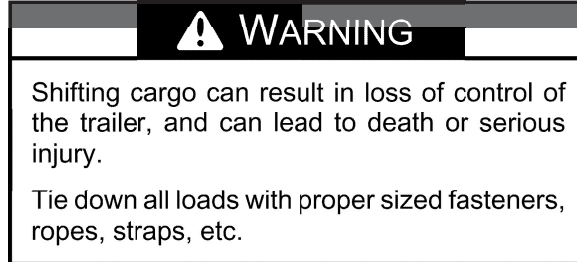 WARNING
Shifting cargo can result in loss of control of
the trailer, and can lead to death or serious
injury.
Tie down all loads with proper sized fasteners,
ropes, straps, etc.